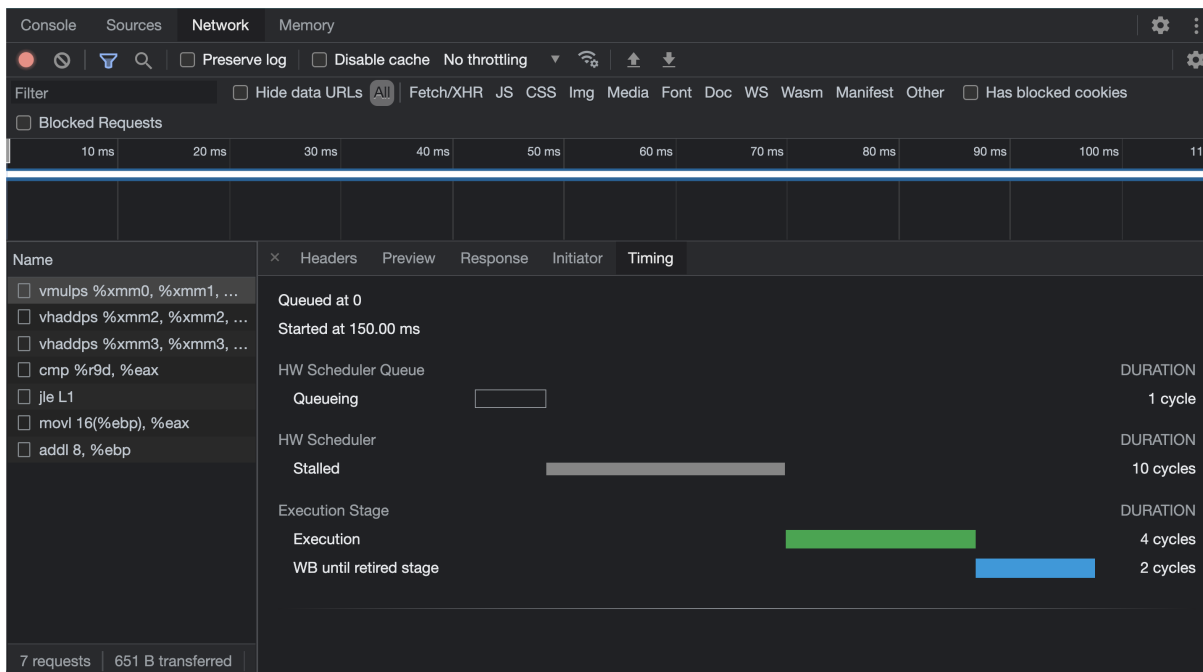 Console Sources Network Memory
Preserve log Disable cache No throttling
Filter Hide data URLs All Fetch/XHR JS CSS Img Media Font Doc WS Wasm Manifest Other Has blocked cookies
Blocked Requests
10 ms 20 ms 30 ms 40 ms 50 ms 60 ms 70 ms 80 ms 90 ms 100 ms 11
Name
× Headers Preview Response Initiator Timing
vmulps %xmm0, %xmm1, ...
vhaddps %xmm2, %xmm2, ...
vhaddps %xmm3, %xmm3, ...
cmp %r9d, %eax
jle L1
movl 16(%ebp), %eax
addl 8, %ebp
Queued at 0
Started at 150.00 ms
HW Scheduler Queue DURATION
Queueing 1 cycle
HW Scheduler DURATION
Stalled 10 cycles
Execution Stage DURATION
Execution 4 cycles
WB until retired stage 2 cycles
7 requests 651 B transferred